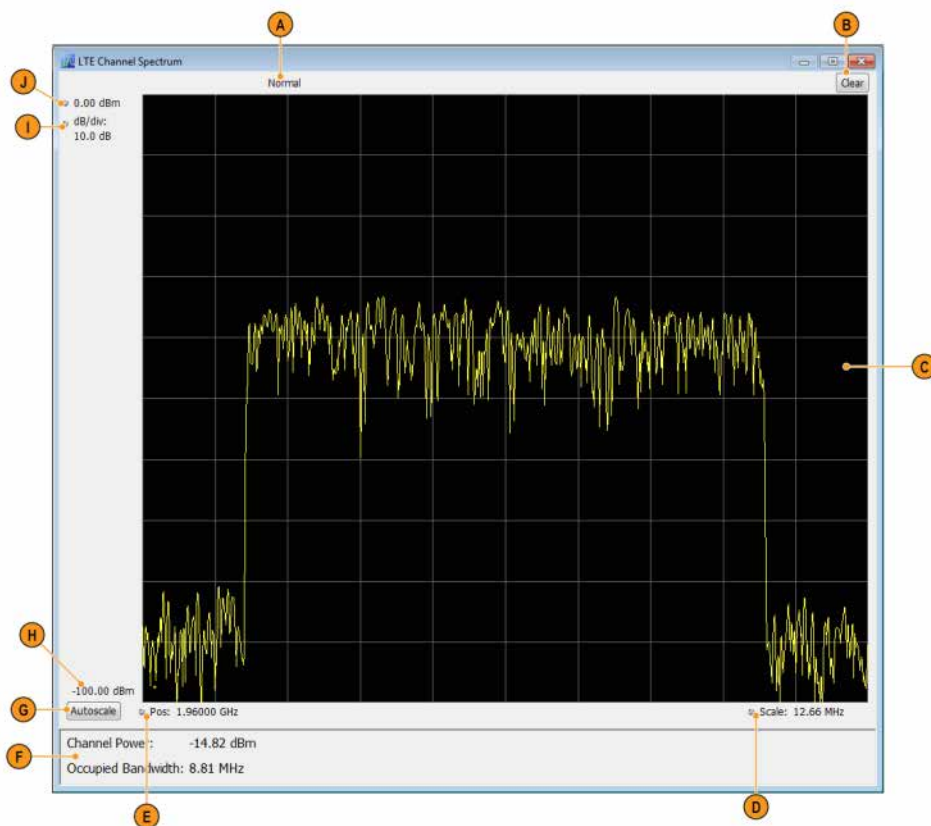 A
B
LTE Channel Spectrum
Normal
Clear
J
0.00 dBm
I
dB/div:
10.0 dB
C
H
-100.00 dBm
G
Autoscale
Pos: 1.96000 GHz
Scale: 12.66 MHz
F
Channel Power: -14.82 dBm
Occupied Bandwidth: 8.81 MHz
E
D